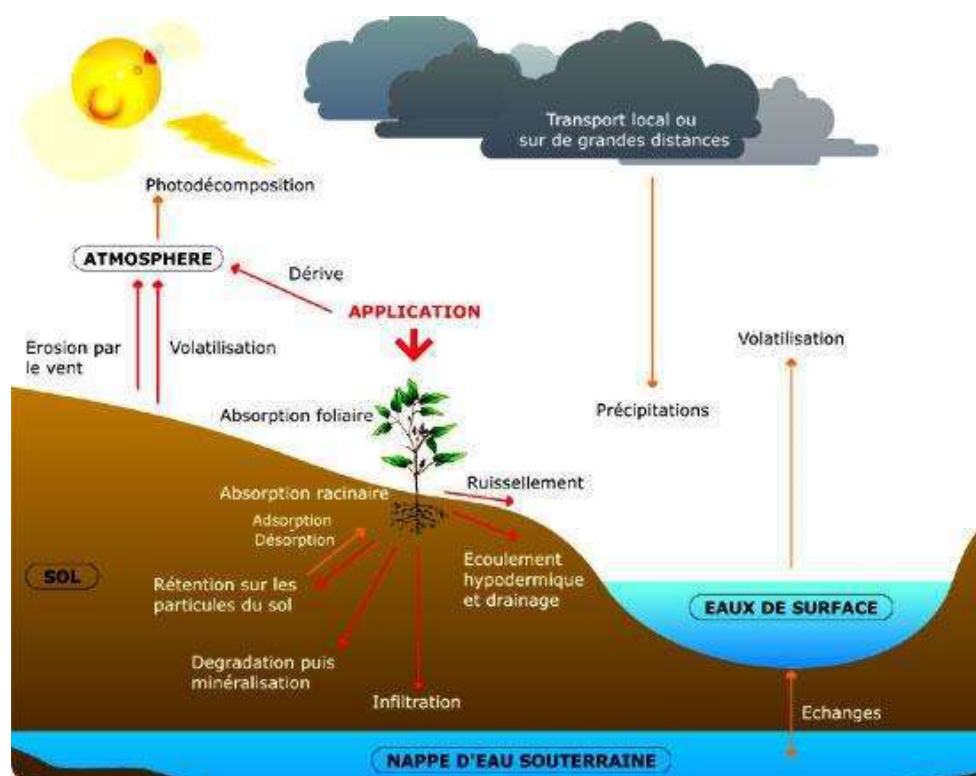 Transport local ou
sur de grandes distances
Photodécomposition
ATMOSPHERE
Dérive
APPLICATION
Erosion par
le vent
Volatilisation
Volatilisation
Absorption foliaire
Précipitations
Ruissellement
Absorption racinaire
Adsorption
Désorption
Ecoulement
hypodermique
et drainage
SOL
Rétention sur les
particules du sol
EAUX DE SURFACE
Degradation puis
minéralisation
Infiltration
Echanges
NAPPE D'EAU SOUTERRAINE